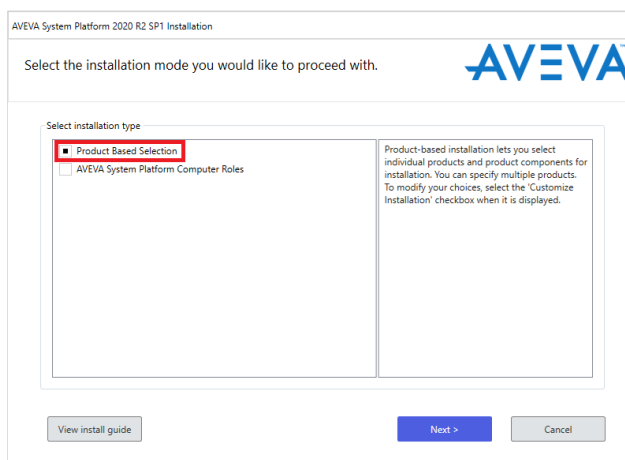 AVEVA System Platform 2020 R2 SP1 Installation
Select the installation mode you would like to proceed with.
AVEVA
Select installation type
Product Based Selection
AVEVA System Platform Computer Roles
Product-based installation lets you select
individual products and product components for
installation. You can specify multiple products.
To modify your choices, select the 'Customize
Installation' checkbox when it is displayed.
View install guide
Next >
Cancel